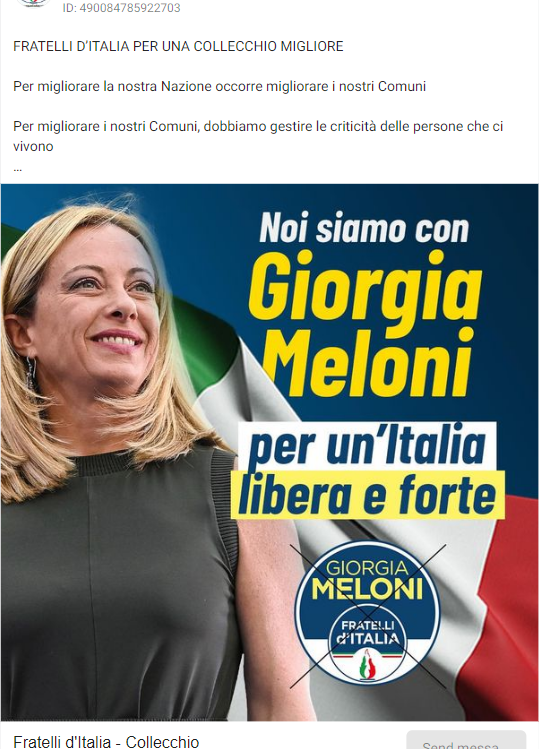 ID: 490084785922703
FRATELLI D'ITALIA PER UNA COLLECCHIO MIGLIORE
Per migliorare la nostra Nazione occorre migliorare i nostri Comuni
Per migliorare i nostri Comuni, dobbiamo gestire le criticità delle persone che ci
vivono
...
Noi siamo con
Giorgia
Meloni
per un'Italia
libera e forte
GIORGIA
MELONI
FRATELLI
d'ITALIA
Fratelli d'Italia - Collecchio
Send messa